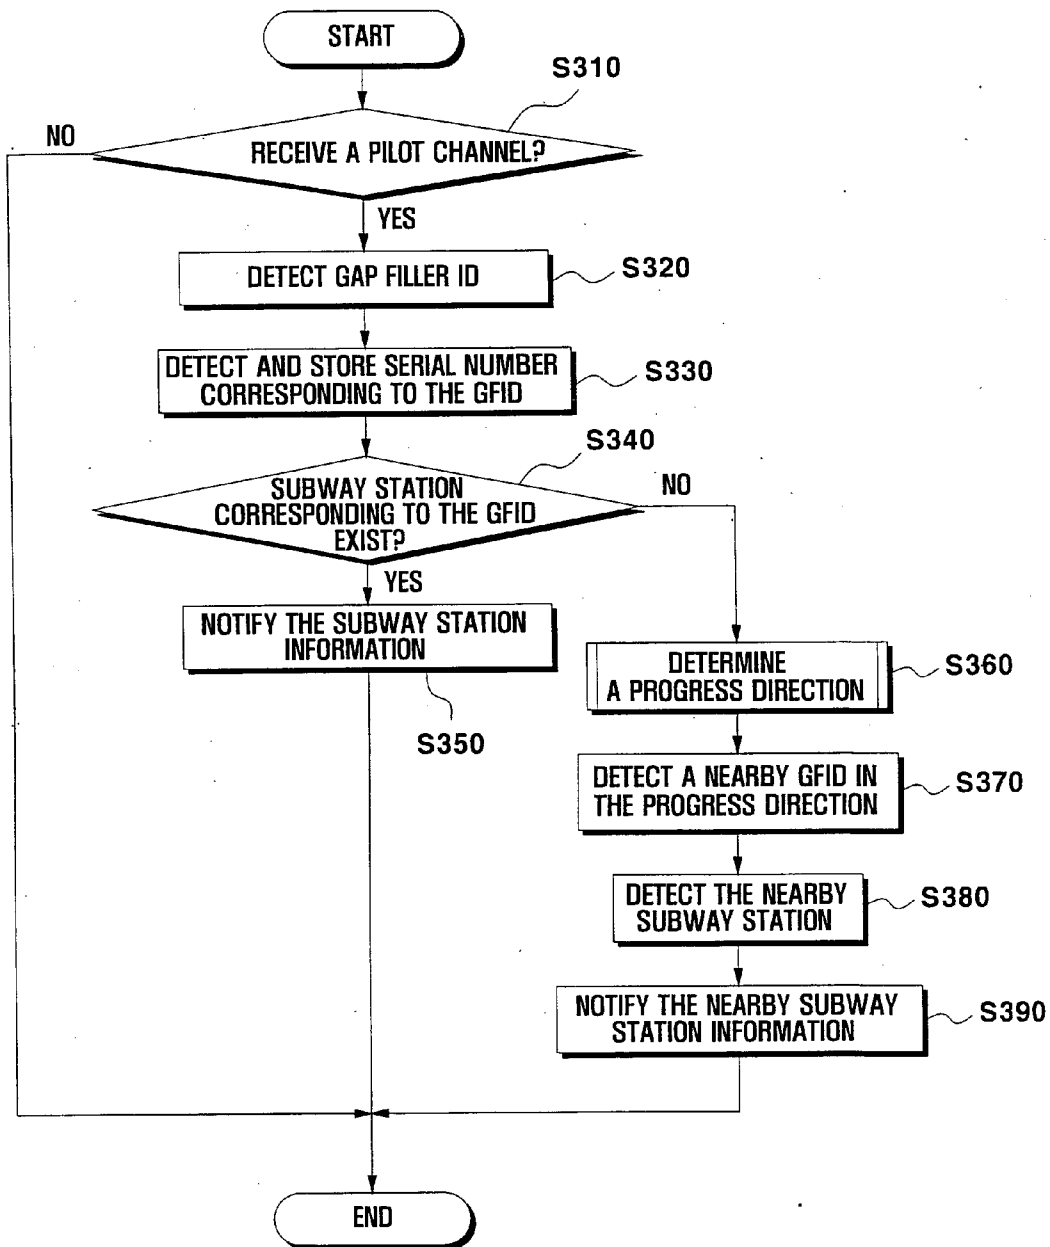 START
S310
NO
RECEIVE A PILOT CHANNEL?
YES
DETECT GAP FILLER ID
S320
DETECT AND STORE SERIAL NUMBER
CORRESPONDING TO THE GFID
S330
S340
SUBWAY STATION
CORRESPONDING TO THE GFID
EXIST?
NO
YES
NOTIFY THE SUBWAY STATION
INFORMATION
S350
DETERMINE
A PROGRESS DIRECTION
S360
DETECT A NEARBY GFID IN
THE PROGRESS DIRECTION
S370
DETECT THE NEARBY
SUBWAY STATION
S380
NOTIFY THE NEARBY SUBWAY
STATION INFORMATION
S390
END